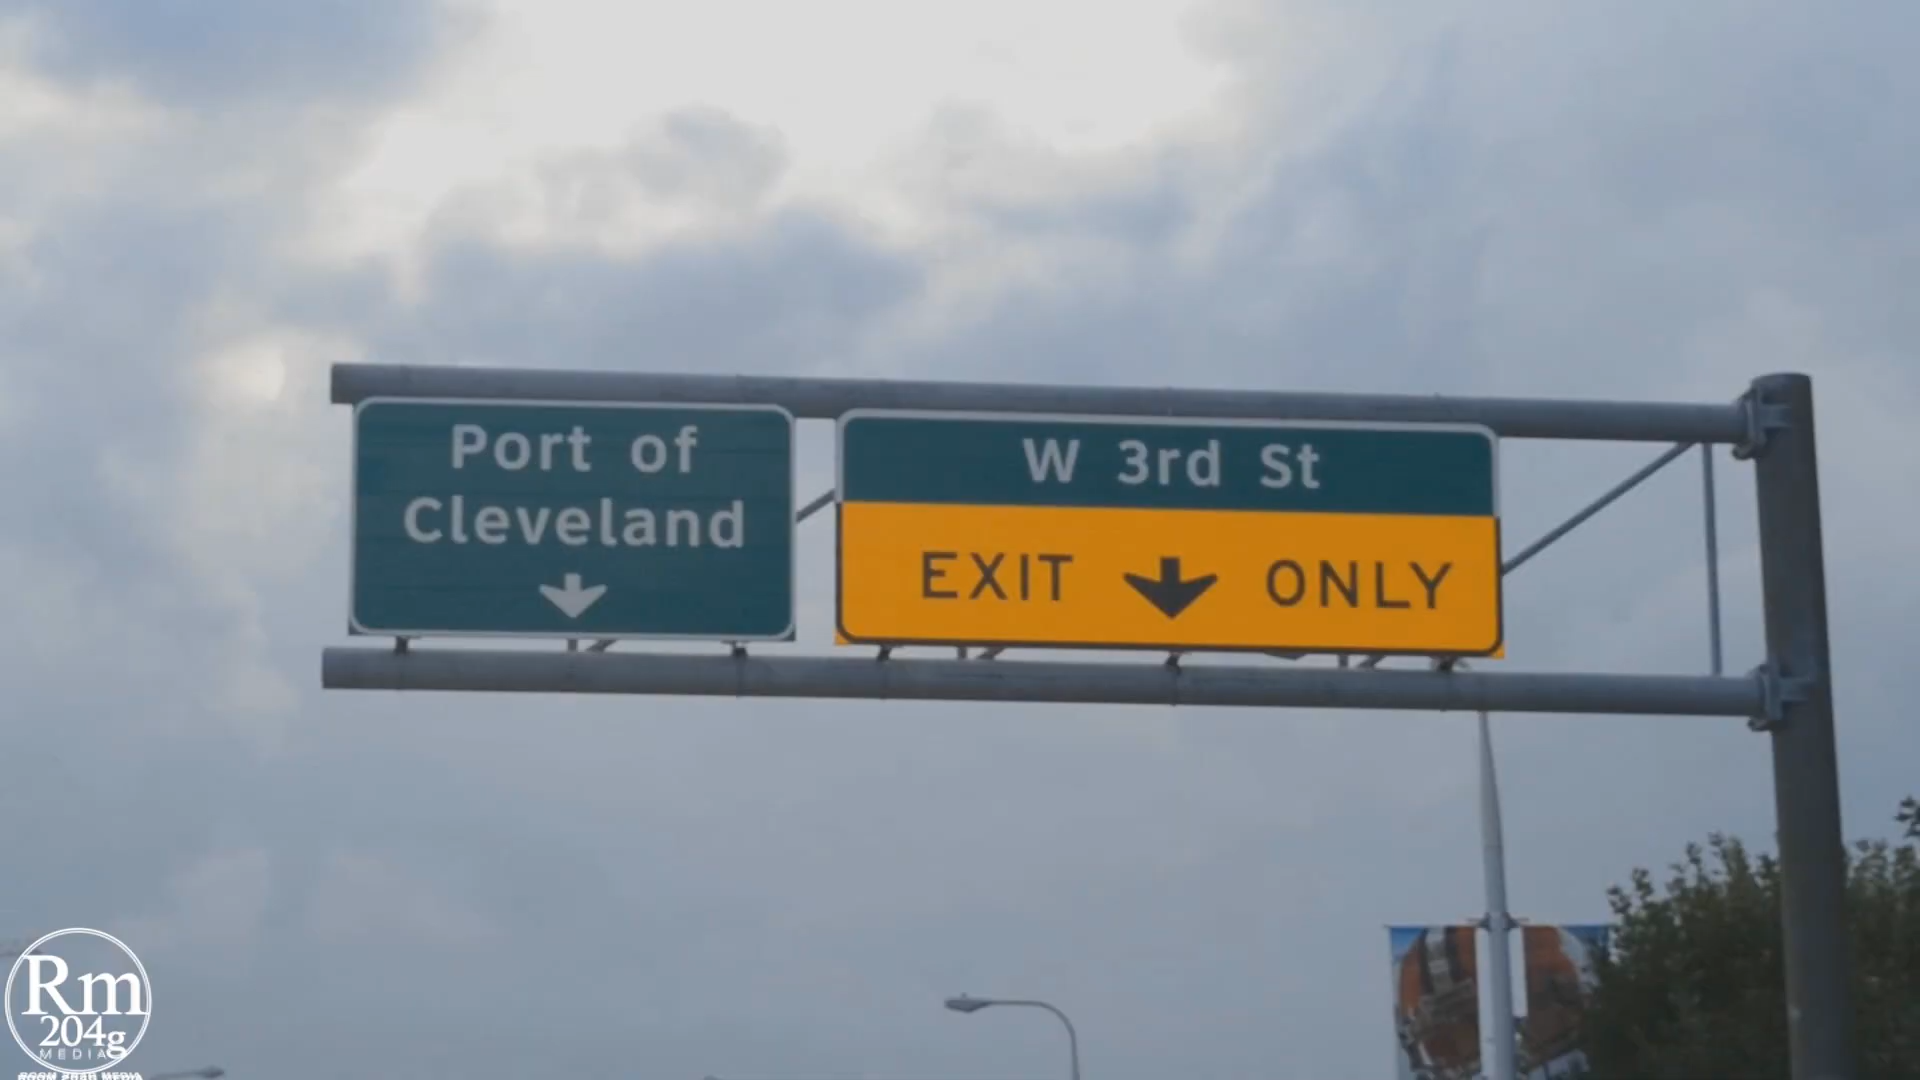 Port of
Cleveland
W 3rd St
EXIT ONLY
Rm
204g
MEDIA